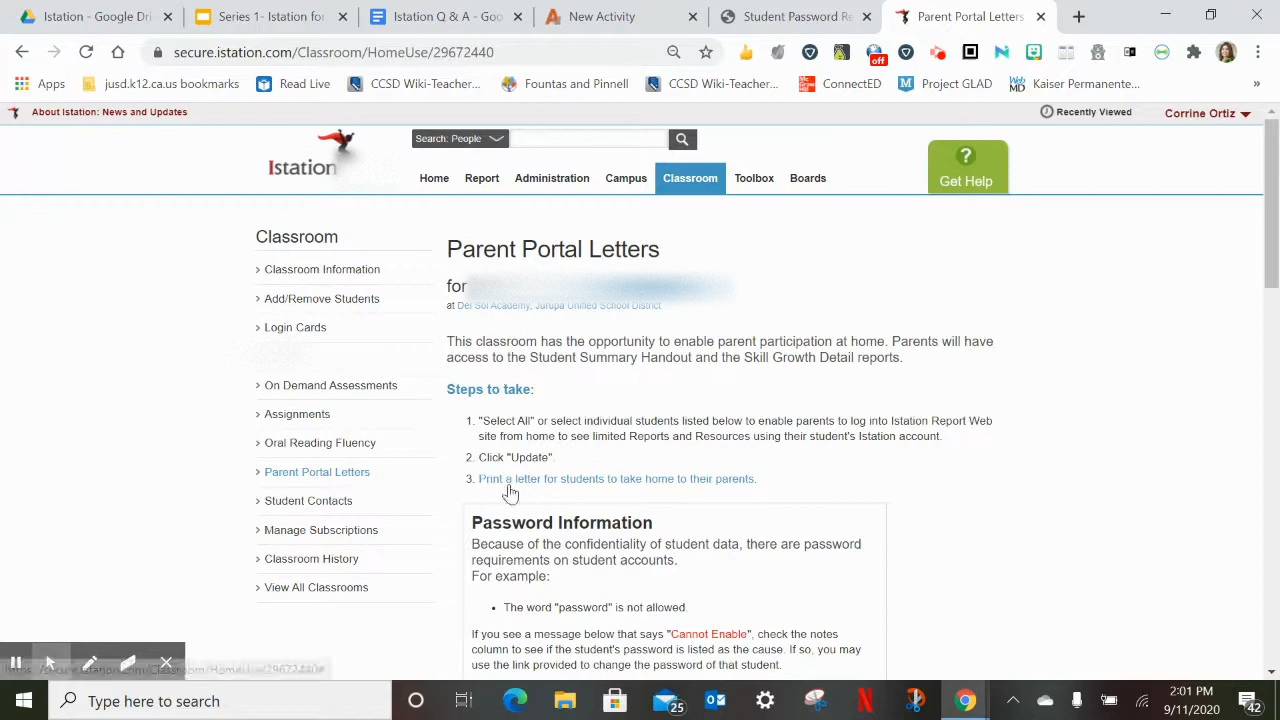 Istation - Google Dri
Series 1- Istation for
Istation Q & A - Goo
New Activity
Student Password Re
Parent Portal Letters
secure.istation.com/Classroom/HomeUse/29672440
off
Apps
jusd.k12.ca.us bookmarks
Read Live
CCSD Wiki-Teacher...
Fountas and Pinnell
CCSD Wiki-Teacher...
ConnectED
Project GLAD
Kaiser Permanente...
»
About Istation: News and Updates
Recently Viewed
Corrine Ortiz
Istation
Search: People
Get Help
Home Report Administration Campus Classroom Toolbox Boards
Classroom
Classroom Information
Add/Remove Students
Login Cards
On Demand Assessments
Assignments
Oral Reading Fluency
Parent Portal Letters
Student Contacts
Manage Subscriptions
Classroom History
View All Classrooms
Parent Portal Letters
for
at Del Sol Academy, Jurupa Unified School District
This classroom has the opportunity to enable parent participation at home. Parents will have
access to the Student Summary Handout and the Skill Growth Detail reports.
Steps to take:
1. "Select All" or select individual students listed below to enable parents to log into Istation Report Web
site from home to see limited Reports and Resources using their student's Istation account.
2. Click "Update".
3. Print a letter for students to take home to their parents.
Password Information
Because of the confidentiality of student data, there are password
requirements on student accounts.
For example:
• The word "password" is not allowed.
If you see a message below that says "Cannot Enable", check the notes
column to see if the student's password is listed as the cause. If so, you may
use the link provided to change the password of that student.
Type here to search
25
2:01 PM
9/11/2020
42